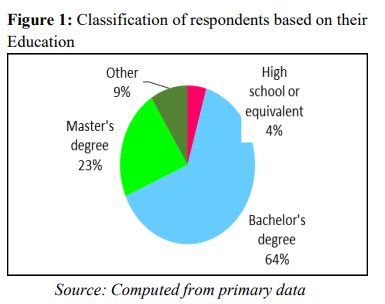 Figure 1: Classification of respondents based on their
Education
Other
9%
High
school or
equivalent
4%
Master's
degree
23%
Bachelor's
degree
64%
Source: Computed from primary data